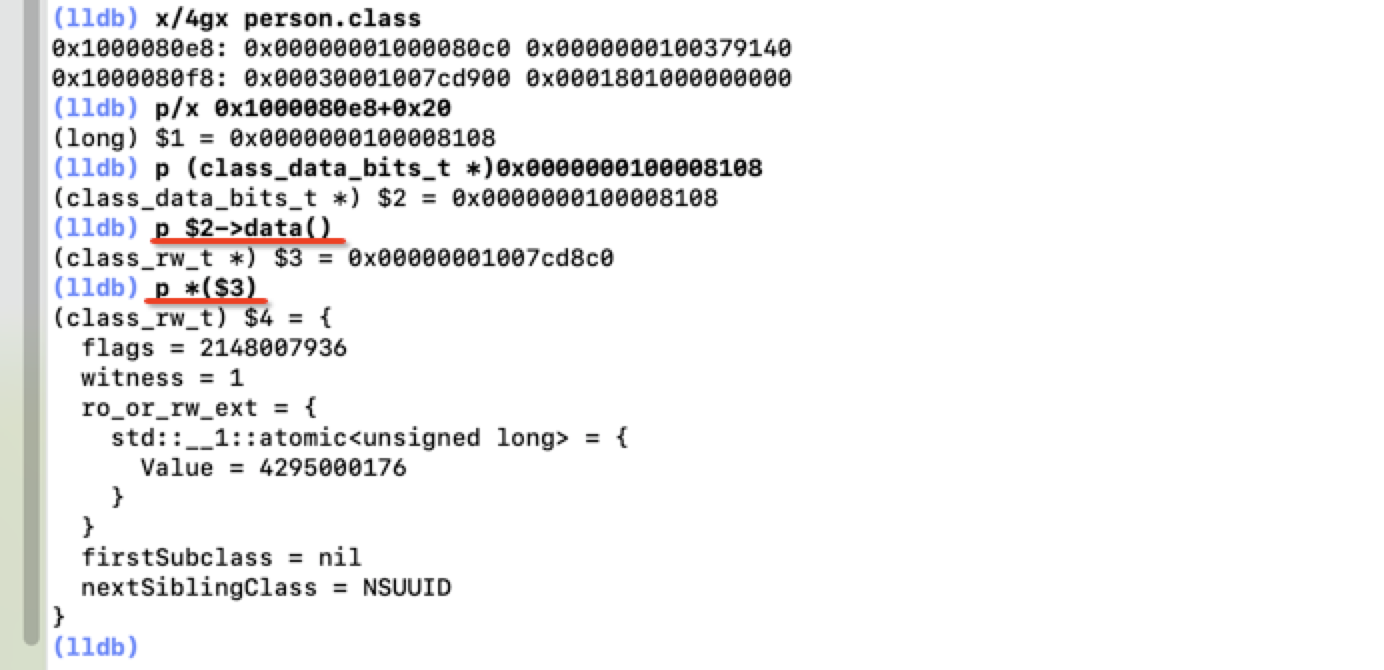 (lldb) x/4gx person.class
0x1000080e8: 0x00000001000080c0 0x0000000100379140
0x1000080f8: 0x00030001007cd900 0x0001801000000000
(lldb) p/x 0x1000080e8+0x20
(long) $1 = 0x0000000100008108
(lldb) p (class_data_bits_t *)0x0000000100008108
(class_data_bits_t *) $2 = 0x0000000100008108
(lldb) p $2->data()
(class_rw_t *) $3 = 0x00000001007cd8c0
(lldb) p *($3)
(class_rw_t) $4 = {
  flags = 2148007936
  witness = 1
  ro_or_rw_ext = {
    std::__1::atomic<unsigned long> = {
      Value = 4295000176
    }
  }
  firstSubclass = nil
  nextSiblingClass = NSUUID
}
(lldb)